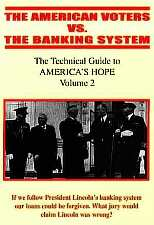 THE AMERICAN VOTERS
VS.
THE BANKING SYSTEM
The Technical Guide to
AMERICA'S HOPE
Volume 2
If we follow President Lincoln's banking system
our loans could be forgiven. What jury would
claim Lincoln was wrong?